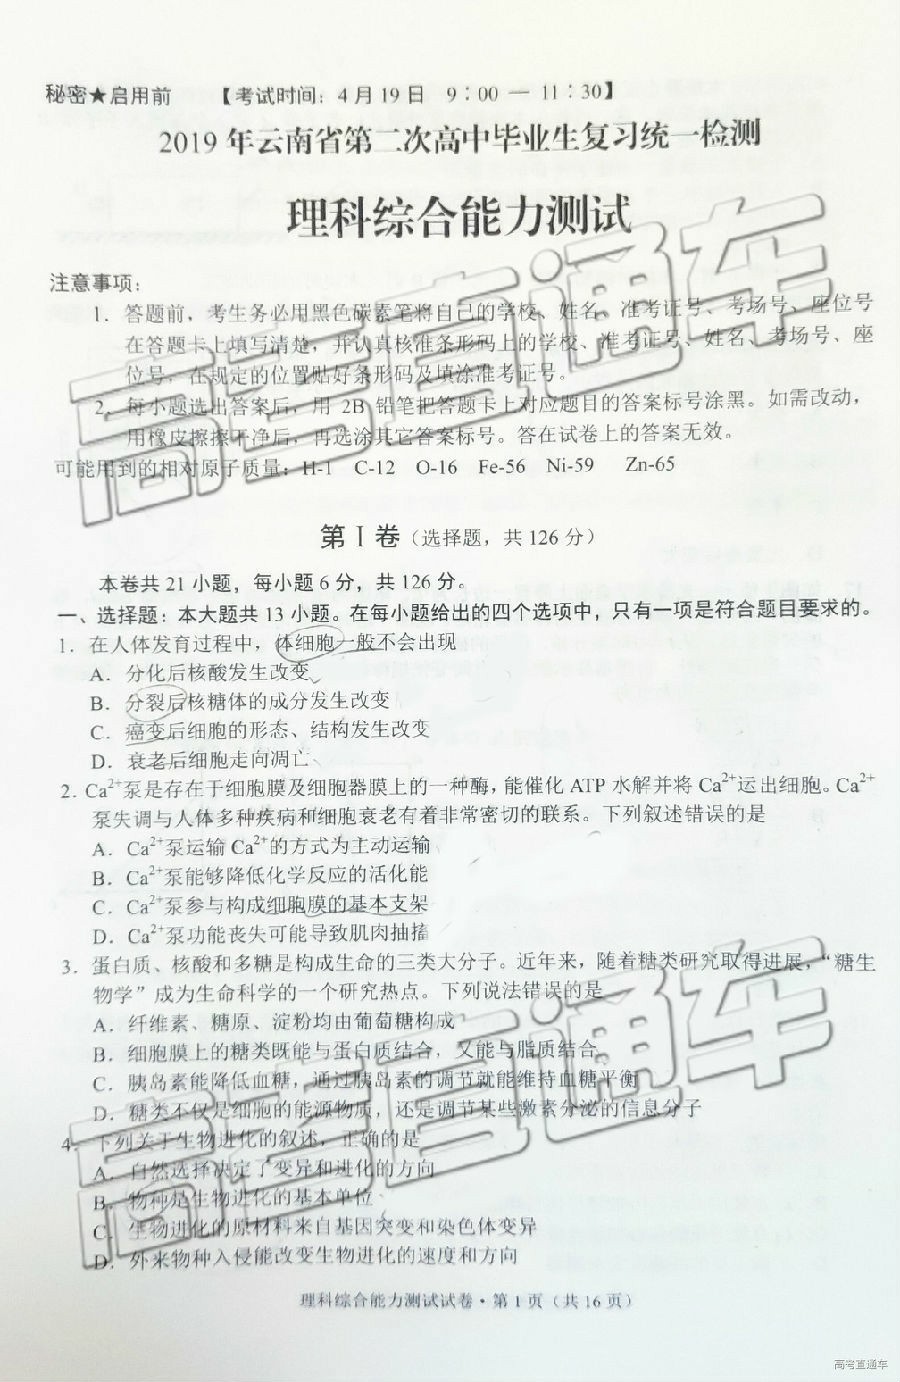 秘密★启用前 【考试时间：4月19日 9∶00 — 11∶30】
2019年云南省第二次高中毕业生复习统一检测
理科综合能力测试
注意事项：
1．答题前，考生务必用黑色碳素笔将自己的学校、姓名、准考证号、考场号、座位号
在答题卡上填写清楚，并认真核准条形码上的学校、准考证号、姓名、考场号、座
位号，在规定的位置贴好条形码及填涂准考证号。
2．每小题选出答案后，用 2B 铅笔把答题卡上对应题目的答案标号涂黑。如需改动，
用橡皮擦擦干净后，再选涂其它答案标号。答在试卷上的答案无效。
可能用到的相对原子质量：H-1 C-12 O-16 Fe-56 Ni-59 Zn-65
第Ⅰ卷（选择题，共126分）
本卷共21小题，每小题6分，共126分。
一、选择题：本大题共13小题。在每小题给出的四个选项中，只有一项是符合题目要求的。
1．在人体发育过程中，体细胞一般不会出现
A．分化后核酸发生改变
B．分裂后核糖体的成分发生改变
C．癌变后细胞的形态、结构发生改变
D．衰老后细胞走向凋亡
2．Ca²⁺泵是存在于细胞膜及细胞器膜上的一种酶，能催化ATP水解并将Ca²⁺运出细胞。Ca²⁺
泵失调与人体多种疾病和细胞衰老有着非常密切的联系。下列叙述错误的是
A．Ca²⁺泵运输Ca²⁺的方式为主动运输
B．Ca²⁺泵能够降低化学反应的活化能
C．Ca²⁺泵参与构成细胞膜的基本支架
D．Ca²⁺泵功能丧失可能导致肌肉抽搐
3．蛋白质、核酸和多糖是构成生命的三类大分子。近年来，随着糖类研究取得进展，“糖生
物学”成为生命科学的一个研究热点。下列说法错误的是
A．纤维素、糖原、淀粉均由葡萄糖构成
B．细胞膜上的糖类既能与蛋白质结合，又能与脂质结合
C．胰岛素能降低血糖，通过胰岛素的调节就能维持血糖平衡
D．糖类不仅是细胞的能源物质，还是调节某些激素分泌的信息分子
4．下列关于生物进化的叙述，正确的是
A．自然选择决定了变异和进化的方向
B．物种是生物进化的基本单位
C．生物进化的原材料来自基因突变和染色体变异
D．外来物种入侵能改变生物进化的速度和方向
理科综合能力测试试卷·第1页（共16页）
高考直通车
高考直通车
高考直通车